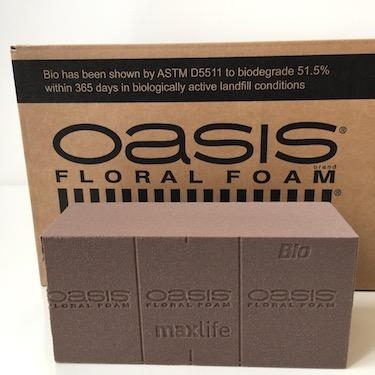 Bio has been shown by ASTM D5511 to biodegrade 51.5%
within 365 days in biologically active landfill conditions
OASIS®
brand
FLORAL FOAM
®
Bio
OASIS OASIS OASIS
FLORAL FOAM FLORAL FOAM FLORAL FOAM
maxlife